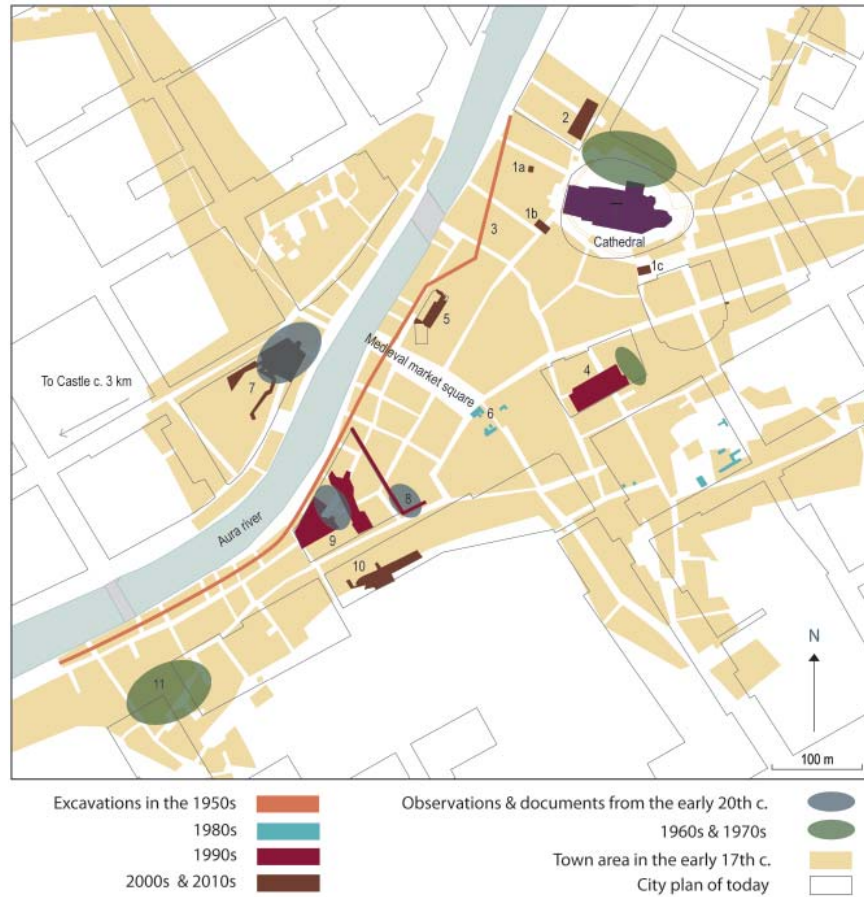 2
1a
1b
3
Cathedral
1c
5
Medieval market square
To Castle c. 3 km
7
4
6
8
Aura river
9
10
N
11
100 m
Excavations in the 1950s
1980s
1990s
2000s & 2010s
Observations & documents from the early 20th c.
1960s & 1970s
Town area in the early 17th c.
City plan of today